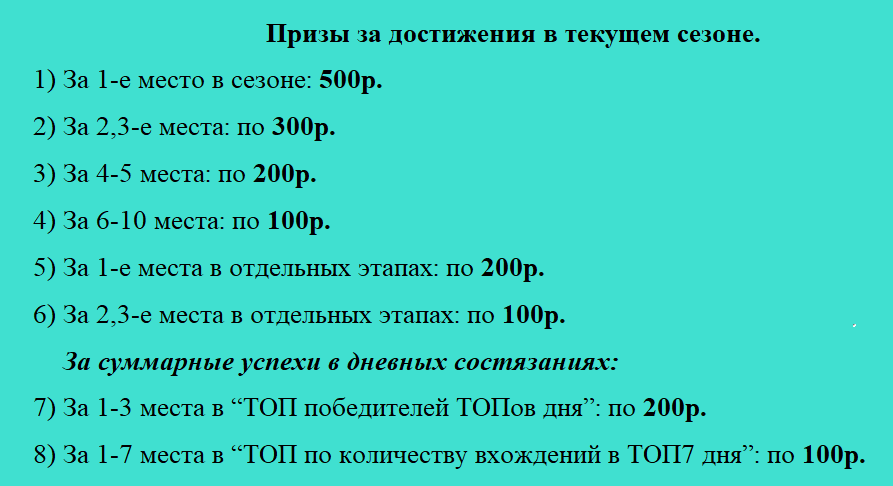 Призы за достижения в текущем сезоне.
1) За 1-е место в сезоне: 500р.
2) За 2,3-е места: по 300р.
3) За 4-5 места: по 200р.
4) За 6-10 места: по 100р.
5) За 1-е места в отдельных этапах: по 200р.
6) За 2,3-е места в отдельных этапах: по 100р.
За суммарные успехи в дневных состязаниях:
7) За 1-3 места в “ТОП победителей ТОПов дня”: по 200р.
8) За 1-7 места в “ТОП по количеству вхождений в ТОП7 дня”: по 100р.